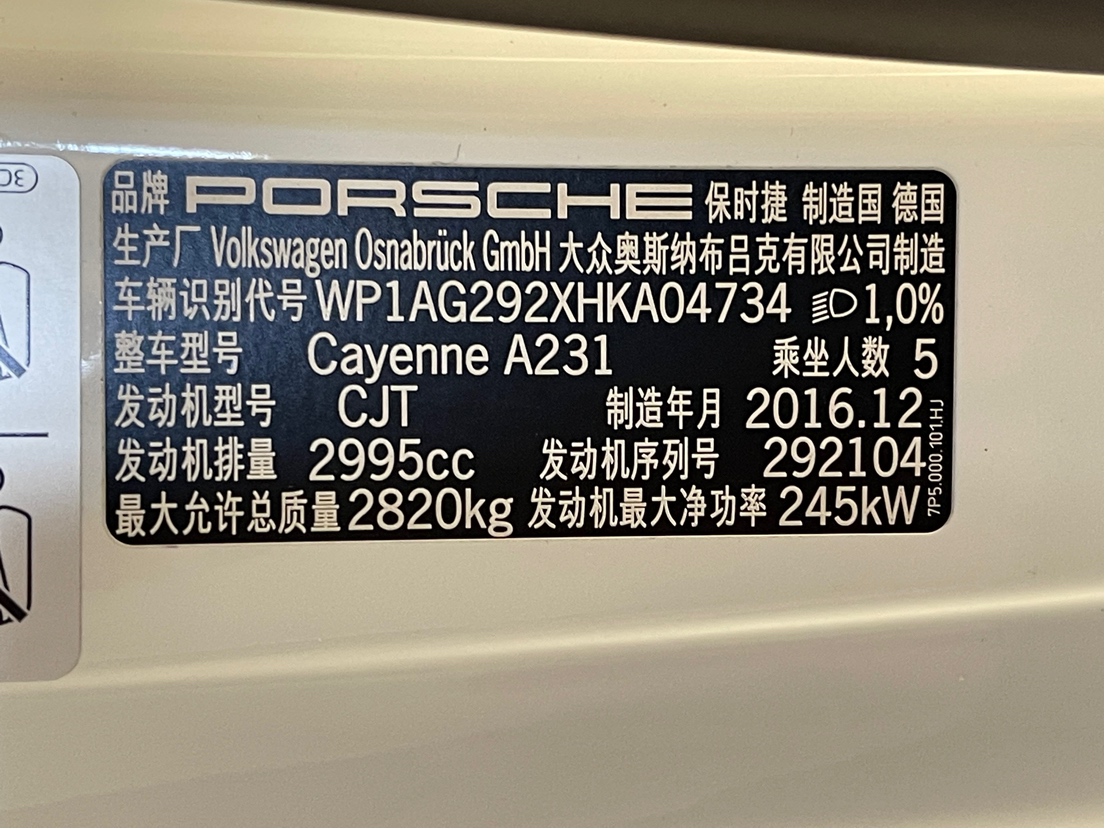 品牌 PORSCHE 保时捷 制造国 德国
生产厂 Volkswagen Osnabrück GmbH 大众奥斯纳布吕克有限公司制造
车辆识别代号 WP1AG292XHKA04734 1,0%
整车型号 Cayenne A231 乘坐人数 5
发动机型号 CJT 制造年月 2016.12
发动机排量 2995cc 发动机序列号 292104
最大允许总质量 2820kg 发动机最大净功率 245kW
7P5.000.101.HJ